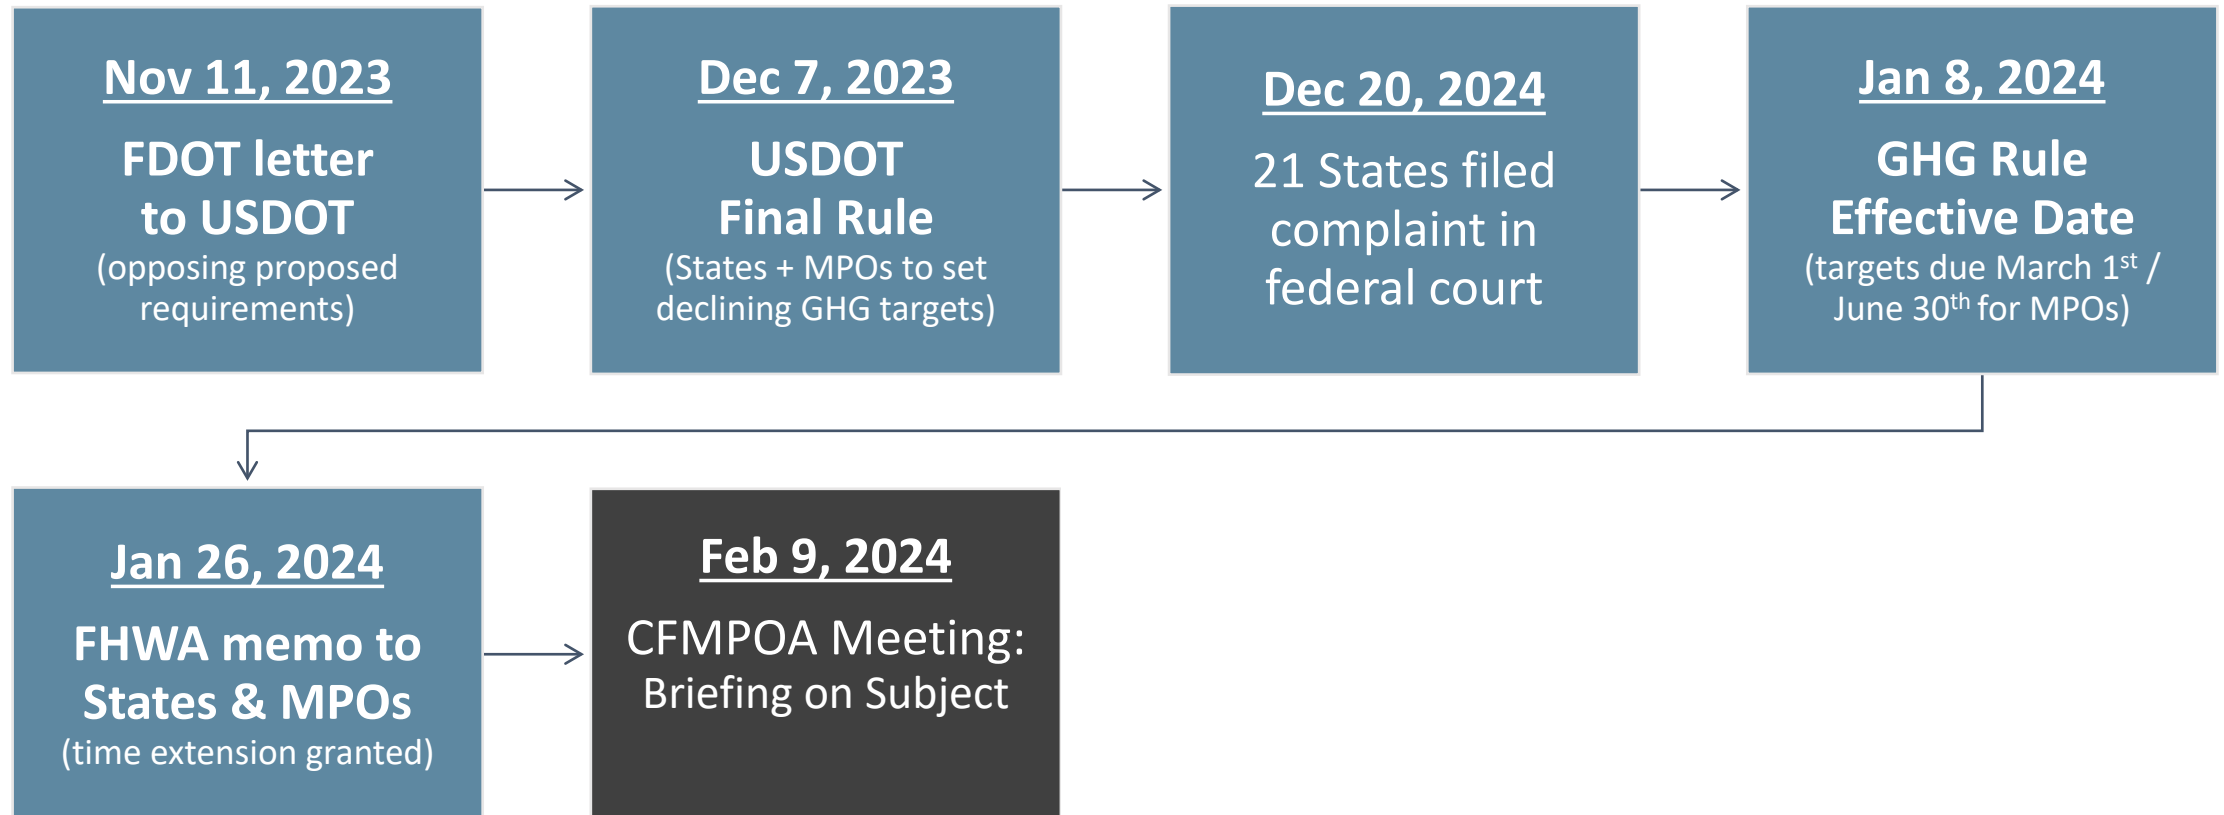 Nov 11, 2023
FDOT letter
to USDOT
(opposing proposed
requirements)
Dec 7, 2023
USDOT
Final Rule
(States + MPOs to set
declining GHG targets)
Dec 20, 2024
21 States filed
complaint in
federal court
Jan 8, 2024
GHG Rule
Effective Date
(targets due March 1st /
June 30th for MPOs)
Jan 26, 2024
FHWA memo to
States & MPOs
(time extension granted)
Feb 9, 2024
CFMPOA Meeting:
Briefing on Subject